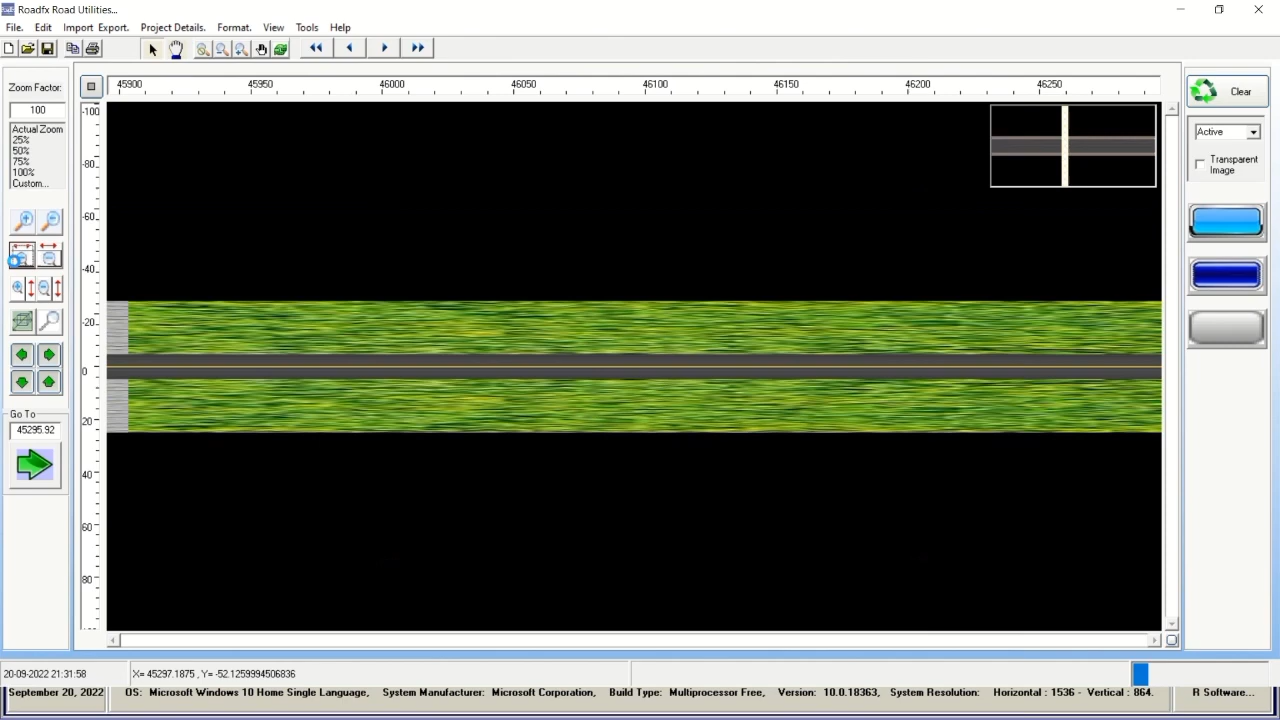 Roadfx Road Utilities...
File. Edit Import Export. Project Details. Format. View Tools Help
Zoom Factor:
100
Actual Zoom
25%
50%
75%
100%
Custom...
Go To
45295.92
45900 45950 46000 46050 46100 46150 46200 46250
-100
-80
-60
-40
-20
0
20
40
60
80
Clear
Active
Transparent
Image
20-09-2022 21:31:58 X= 45297.1875 , Y= -52.1259994506836
September 20, 2022 OS: Microsoft Windows 10 Home Single Language, System Manufacturer: Microsoft Corporation, Build Type: Multiprocessor Free, Version: 10.0.18363, System Resolution: Horizontal : 1536 - Vertical : 864. R Software...